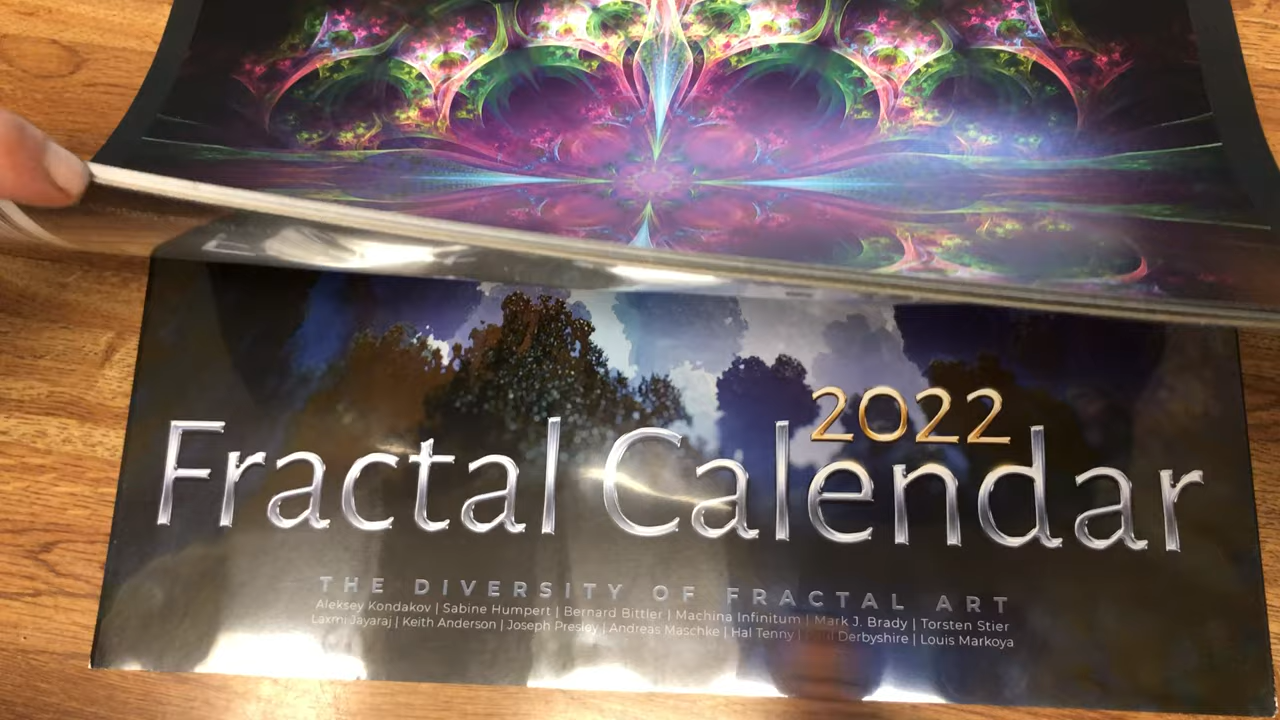 2022
Fractal Calendar
THE DIVERSITY OF FRACTAL ART
Aleksey Kondakov | Sabine Humpert | Bernard Bittler | Machina Infinitum | Mark J. Brady | Torsten Stier
Laxmi Jayaraj | Keith Anderson | Joseph Presley | Andreas Maschke | Hal Tenny | Derbyshire | Louis Markoya